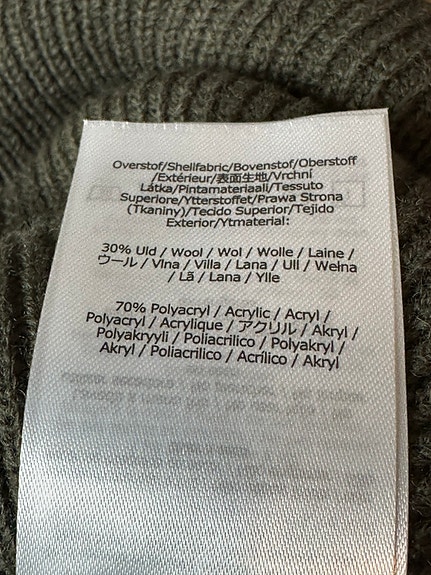 Overstof/Shellfabric/Bovenstof/Oberstoff
/Extérieur/表面生地/Vrchní
Látka/Pintamateriaali/Tessuto
Superiore/Ytterstoffet/Prawa Strona
(Tkaniny)/Tecido Superior/Tejido
Exterior/Ytmaterial:
30% Uld / Wool / Wol / Wolle / Laine /
ウール / Vlna / Villa / Lana / Ull / Wełna
/ Lã / Lana / Ylle
70% Polyacryl / Acrylic / Acryl /
Polyacryl / Acrylique / アクリル / Akryl /
Polyakryyli / Poliacrilico / Polyakryl /
Akryl / Poliacrilico / Acrílico / Akryl